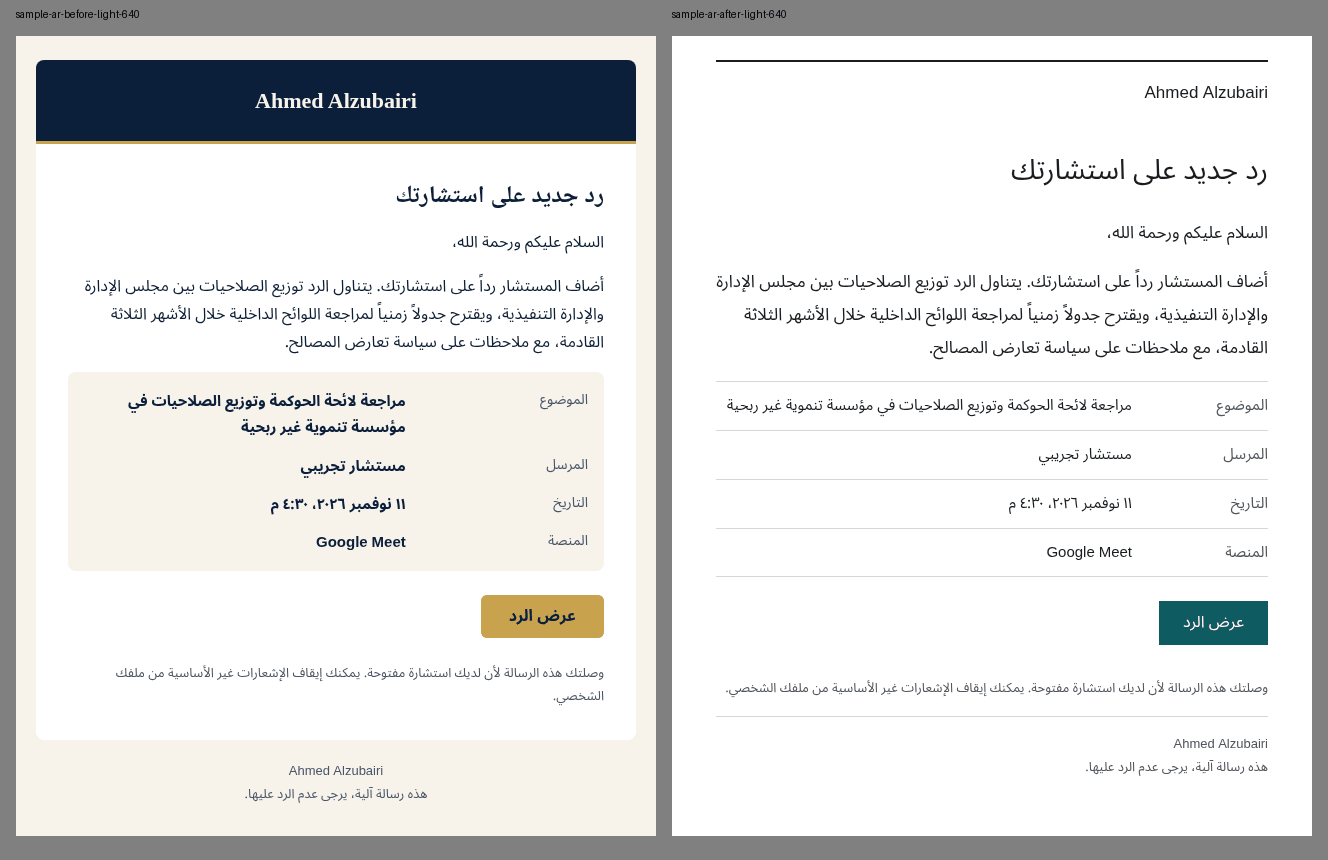 sample-ar-before-light-640
Ahmed Alzubairi
رد جديد على استشارتك
السلام عليكم ورحمة الله،
أضاف المستشار رداً على استشارتك. يتناول الرد توزيع الصلاحيات بين مجلس الإدارة
والإدارة التنفيذية، ويقترح جدولاً زمنياً لمراجعة اللوائح الداخلية خلال الأشهر الثلاثة
القادمة، مع ملاحظات على سياسة تعارض المصالح.
الموضوع مراجعة لائحة الحوكمة وتوزيع الصلاحيات في
مؤسسة تنموية غير ربحية
المرسل مستشار تجريبي
التاريخ ١١ نوفمبر ٢٠٢٦، ٤:٣٠ م
المنصة Google Meet
عرض الرد
وصلتك هذه الرسالة لأن لديك استشارة مفتوحة. يمكنك إيقاف الإشعارات غير الأساسية من ملفك
الشخصي.
Ahmed Alzubairi
هذه رسالة آلية، يرجى عدم الرد عليها.
sample-ar-after-light-640
Ahmed Alzubairi
رد جديد على استشارتك
السلام عليكم ورحمة الله،
أضاف المستشار رداً على استشارتك. يتناول الرد توزيع الصلاحيات بين مجلس الإدارة
والإدارة التنفيذية، ويقترح جدولاً زمنياً لمراجعة اللوائح الداخلية خلال الأشهر الثلاثة
القادمة، مع ملاحظات على سياسة تعارض المصالح.
الموضوع مراجعة لائحة الحوكمة وتوزيع الصلاحيات في مؤسسة تنموية غير ربحية
المرسل مستشار تجريبي
التاريخ ١١ نوفمبر ٢٠٢٦، ٤:٣٠ م
المنصة Google Meet
عرض الرد
وصلتك هذه الرسالة لأن لديك استشارة مفتوحة. يمكنك إيقاف الإشعارات غير الأساسية من ملفك الشخصي.
Ahmed Alzubairi
هذه رسالة آلية، يرجى عدم الرد عليها.